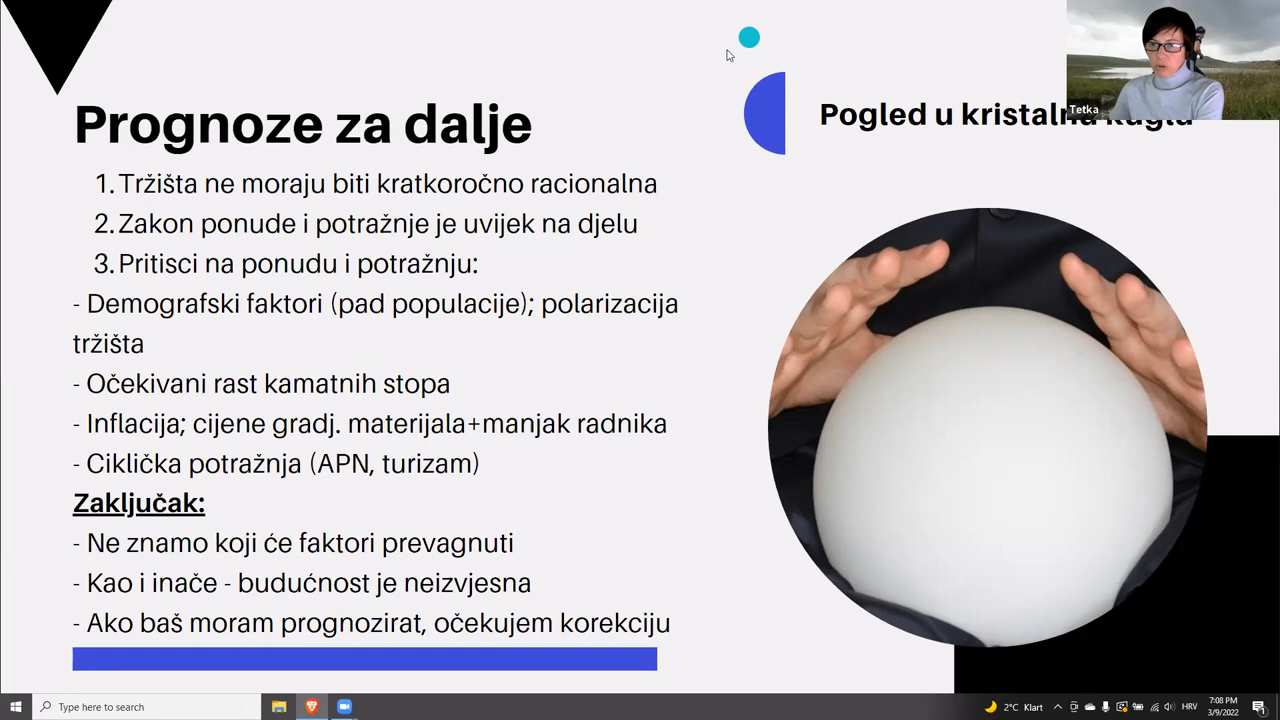 Prognoze za dalje
1. Tržišta ne moraju biti kratkoročno racionalna
2. Zakon ponude i potražnje je uvijek na djelu
3. Pritisci na ponudu i potražnju:
- Demografski faktori (pad populacije); polarizacija
tržišta
- Očekivani rast kamatnih stopa
- Inflacija; cijene gradj. materijala+manjak radnika
- Ciklička potražnja (APN, turizam)
Zaključak:
- Ne znamo koji će faktori prevagnuti
- Kao i inače - budućnost je neizvjesna
- Ako baš moram prognozirat, očekujem korekciju
Pogled u kristalnu kuglu
Tetka
Type here to search
2°C Klart
HRV
7:08 PM
3/9/2022
1